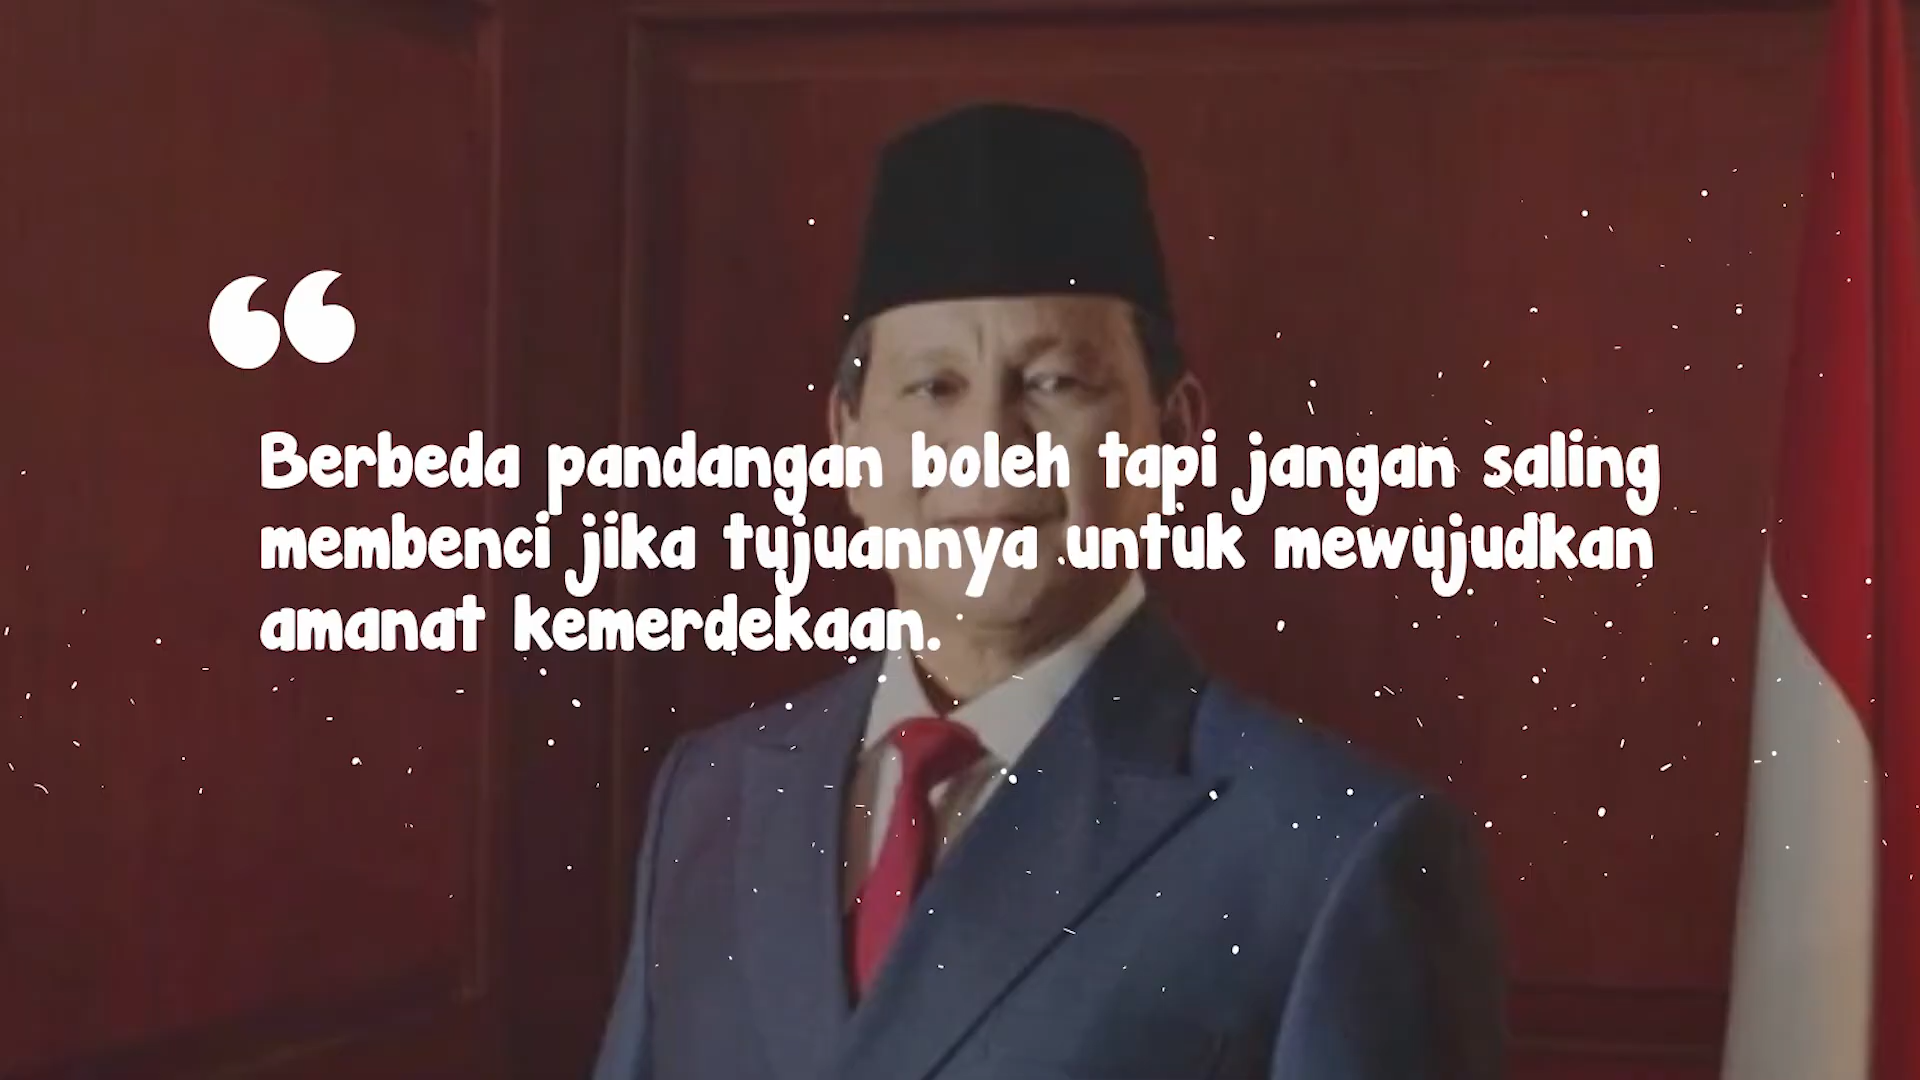 “
Berbeda pandangan boleh tapi jangan saling
membenci jika tujuannya untuk mewujudkan
amanat kemerdekaan.